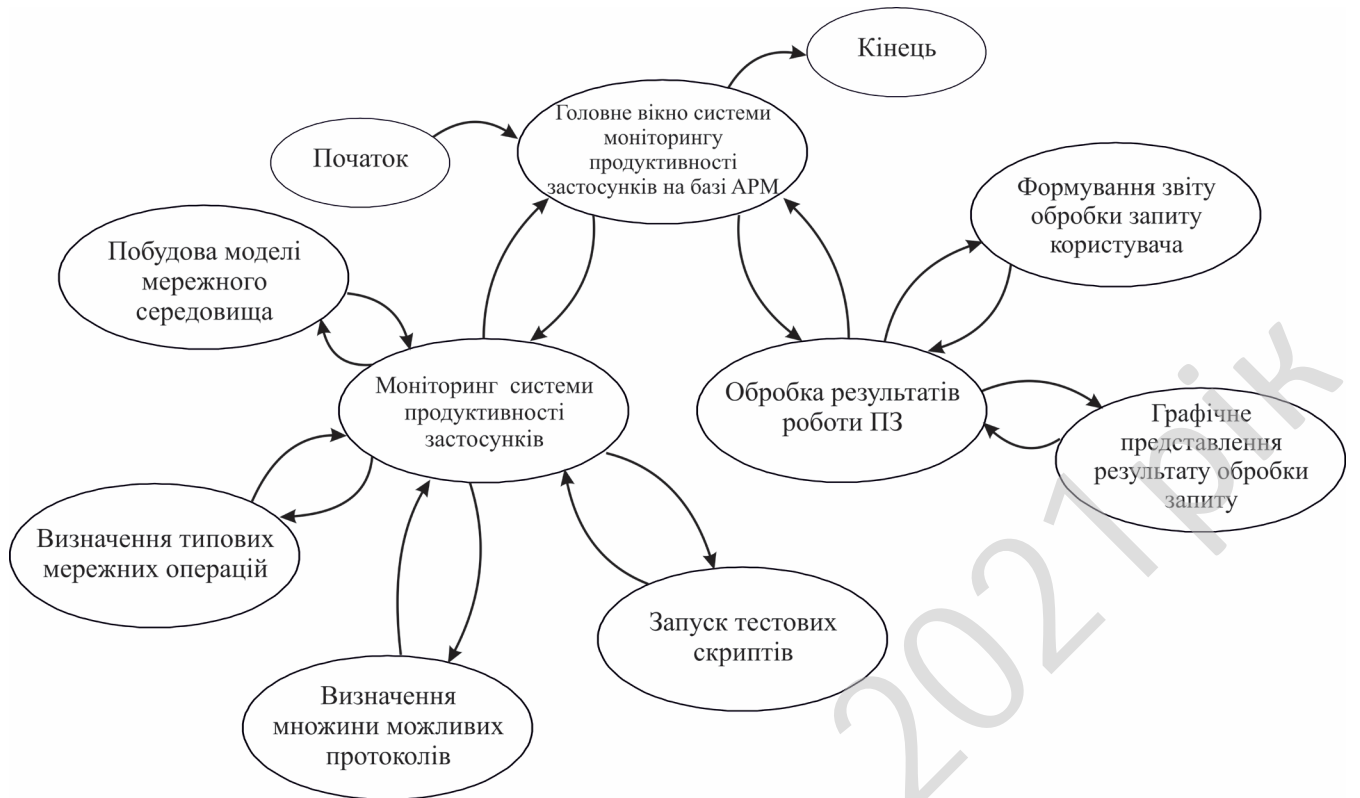 Кінець
Головне вікно системи
моніторингу
продуктивності
застосунків на базі APM
Початок
Формування звіту
обробки запиту
користувача
Побудова моделі
мережного
середовища
Моніторинг системи
продуктивності
застосунків
Обробка результатів
роботи ПЗ
Графічне
представлення
результату обробки
запиту
Визначення типових
мережних операцій
Запуск тестових
скриптів
Визначення
множини можливих
протоколів
2021рік